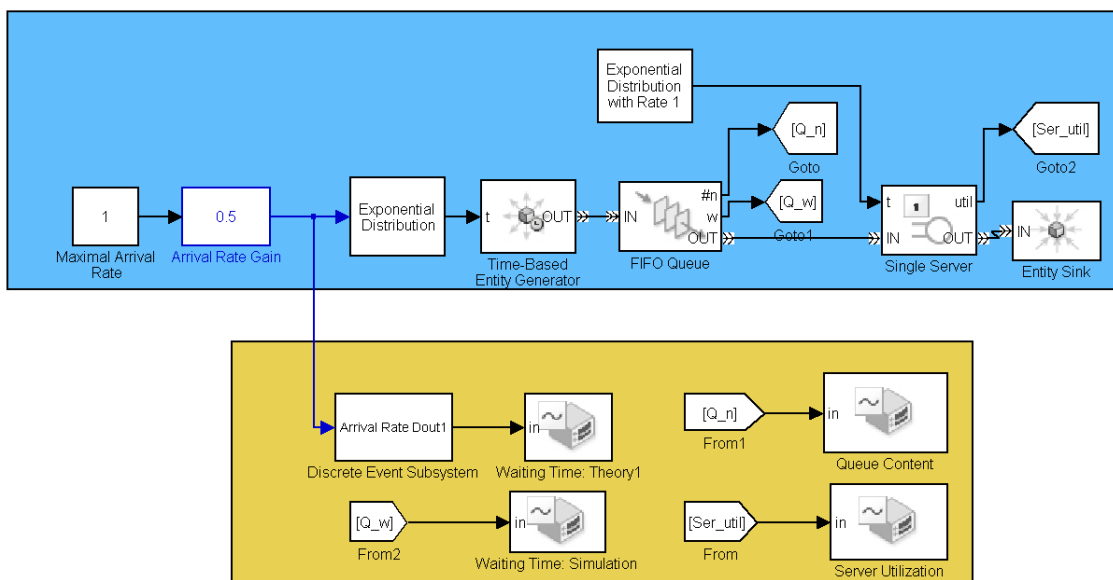 Exponential
Distribution
with Rate 1
[Q_n]
Goto
[Ser_util]
Goto2
1
Maximal Arrival
Rate
0.5
Arrival Rate Gain
Exponential
Distribution
t
OUT
Time-Based
Entity Generator
IN
#n
w
OUT
FIFO Queue
[Q_w]
Goto1
t
util
IN
OUT
1
Single Server
IN
Entity Sink
Arrival Rate Dout1
Discrete Event Subsystem
in
Waiting Time: Theory1
[Q_n]
From1
in
Queue Content
[Q_w]
From2
in
Waiting Time: Simulation
[Ser_util]
From
in
Server Utilization